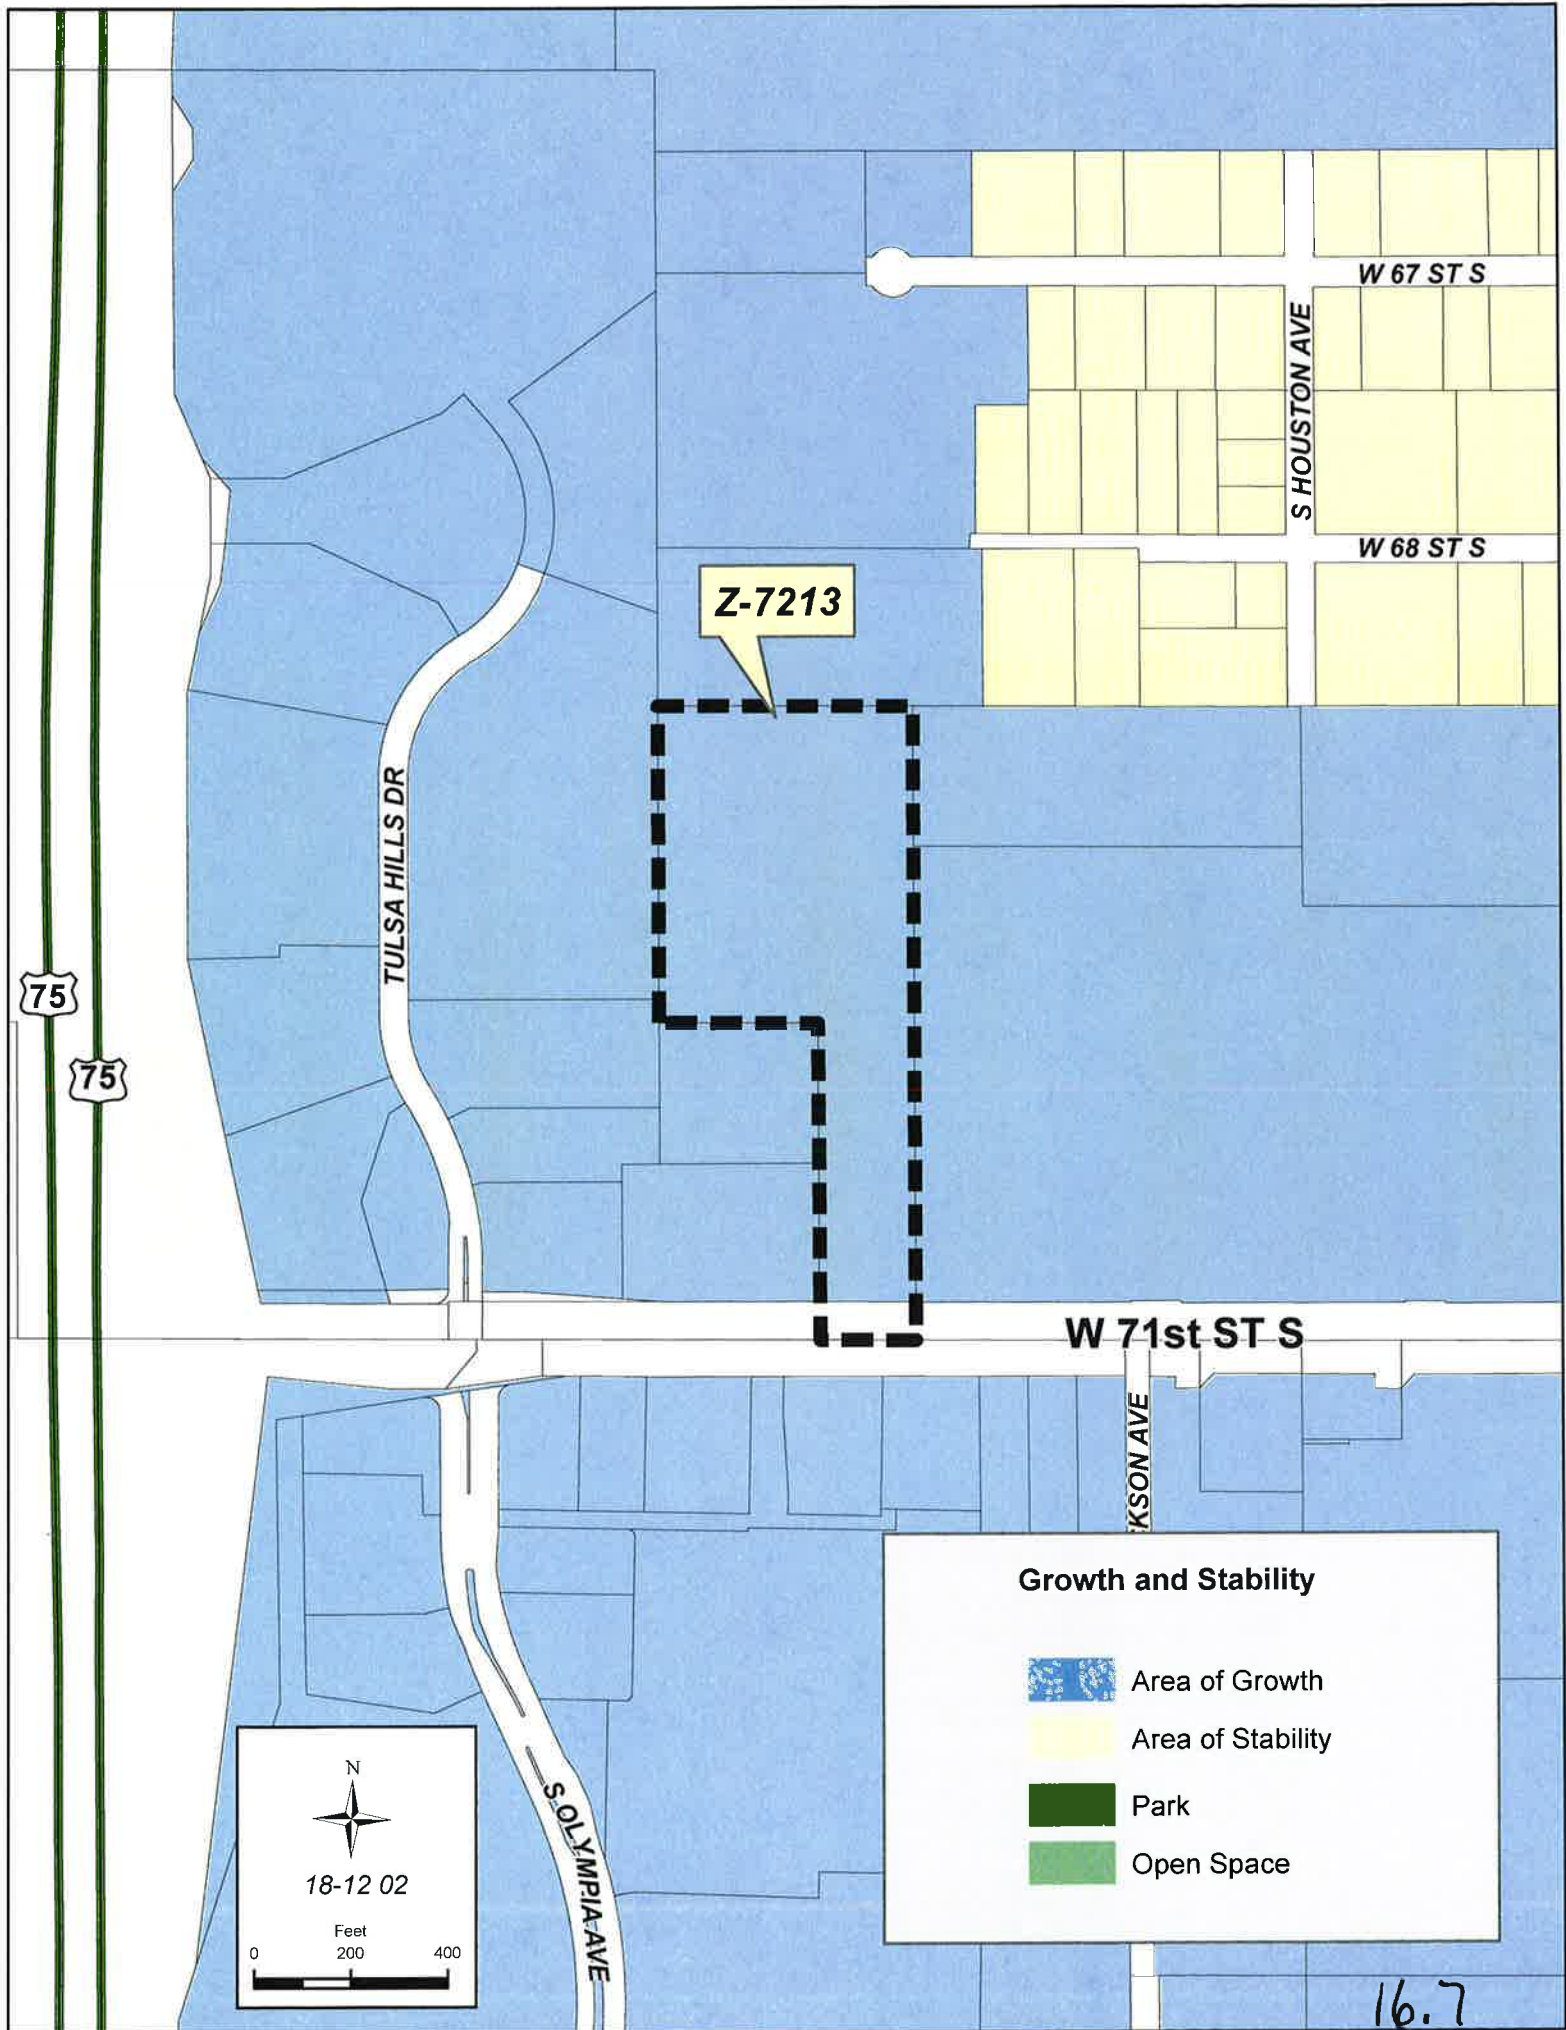 W 67 ST S
S HOUSTON AVE
W 68 ST S
Z-7213
TULSA HILLS DR
75
75
W 71st ST S
KSON AVE
Growth and Stability
Area of Growth
Area of Stability
Park
Open Space
N
18-12 02
Feet
0 200 400
S OLYMPIA AVE
16.7